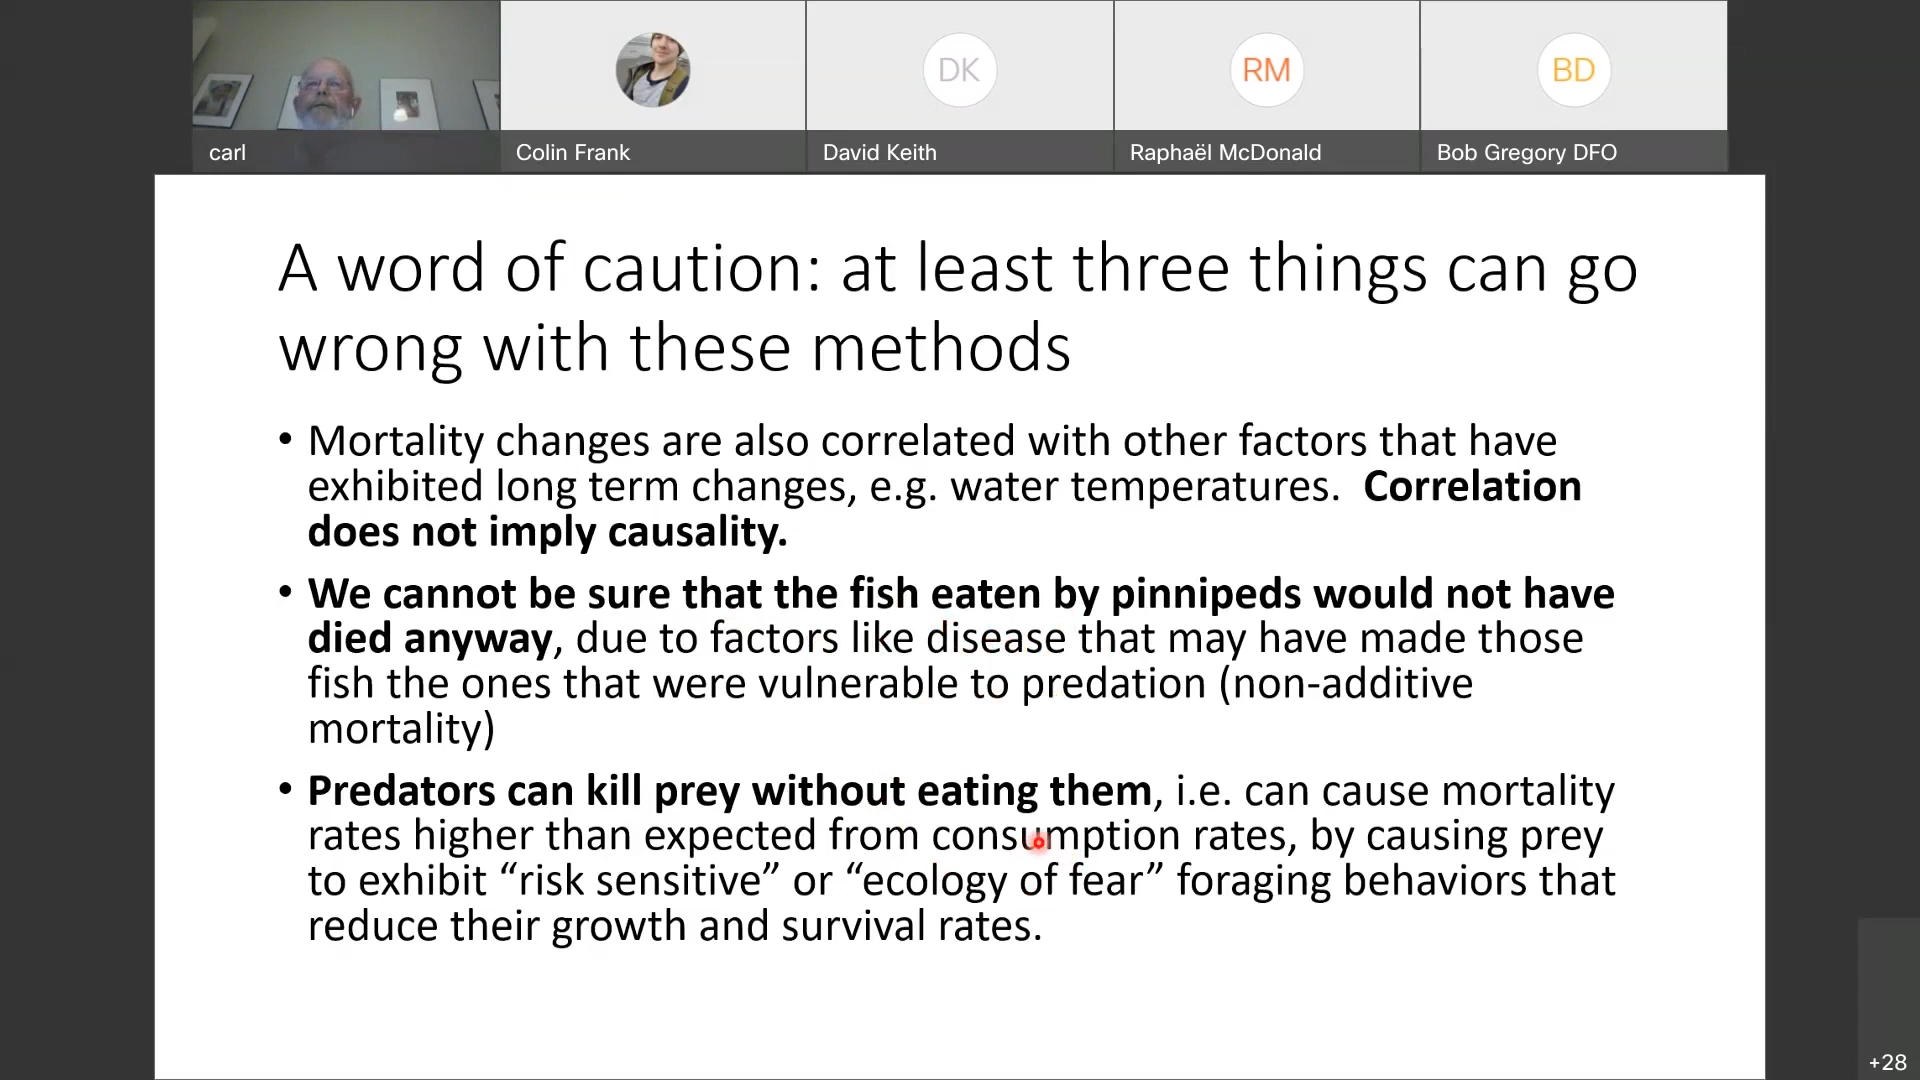 DK
RM
BD
carl
Colin Frank
David Keith
Raphaël McDonald
Bob Gregory DFO
A word of caution: at least three things can go
wrong with these methods
• Mortality changes are also correlated with other factors that have
exhibited long term changes, e.g. water temperatures. Correlation
does not imply causality.
• We cannot be sure that the fish eaten by pinnipeds would not have
died anyway, due to factors like disease that may have made those
fish the ones that were vulnerable to predation (non-additive
mortality)
• Predators can kill prey without eating them, i.e. can cause mortality
rates higher than expected from consumption rates, by causing prey
to exhibit “risk sensitive” or “ecology of fear” foraging behaviors that
reduce their growth and survival rates.
+28